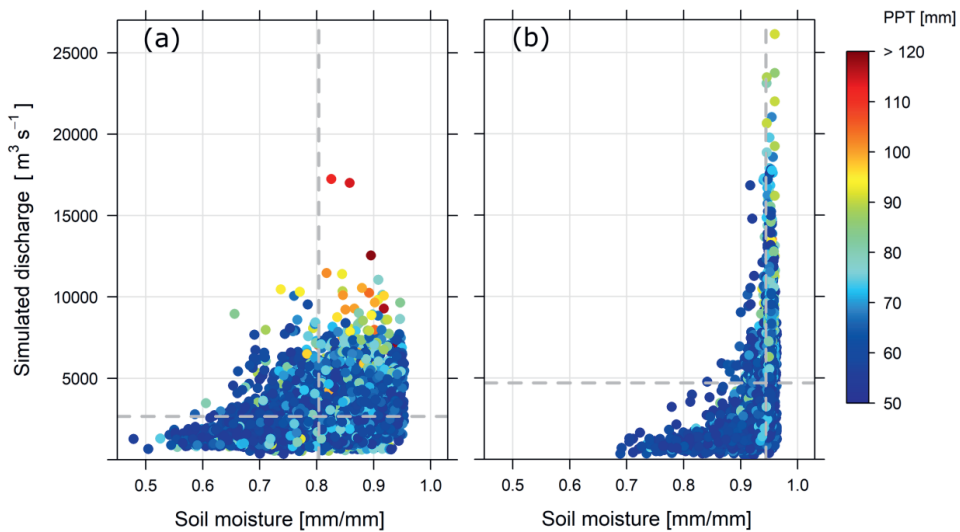 (a)
(b)
PPT [mm]
25000
20000
15000
10000
5000
Simulated discharge [ m³ s⁻¹ ]
0.5 0.6 0.7 0.8 0.9 1.0
0.5 0.6 0.7 0.8 0.9 1.0
Soil moisture [mm/mm]
Soil moisture [mm/mm]
> 120
110
100
90
80
70
60
50